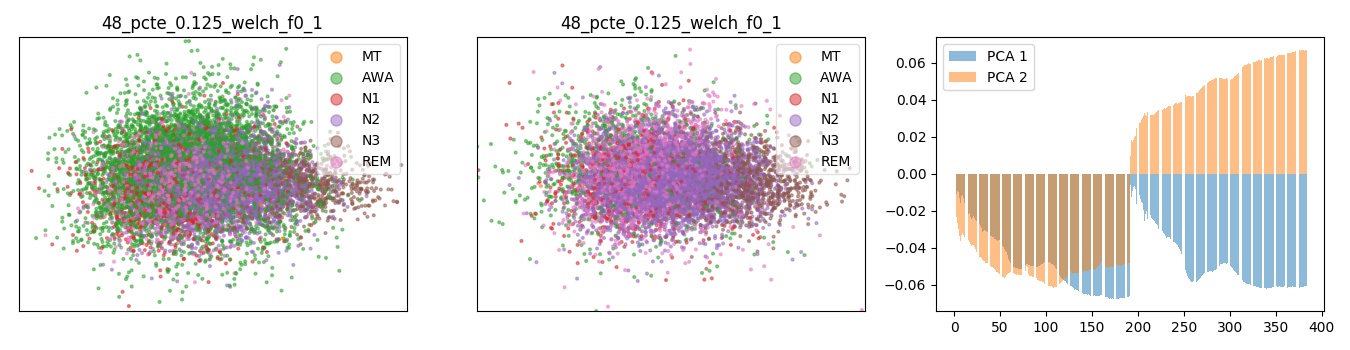 48_pcte_0.125_welch_f0_1
MT
AWA
N1
N2
N3
REM
48_pcte_0.125_welch_f0_1
MT
AWA
N1
N2
N3
REM
PCA 1
PCA 2
0.06
0.04
0.02
0.00
−0.02
−0.04
−0.06
0 50 100 150 200 250 300 350 400